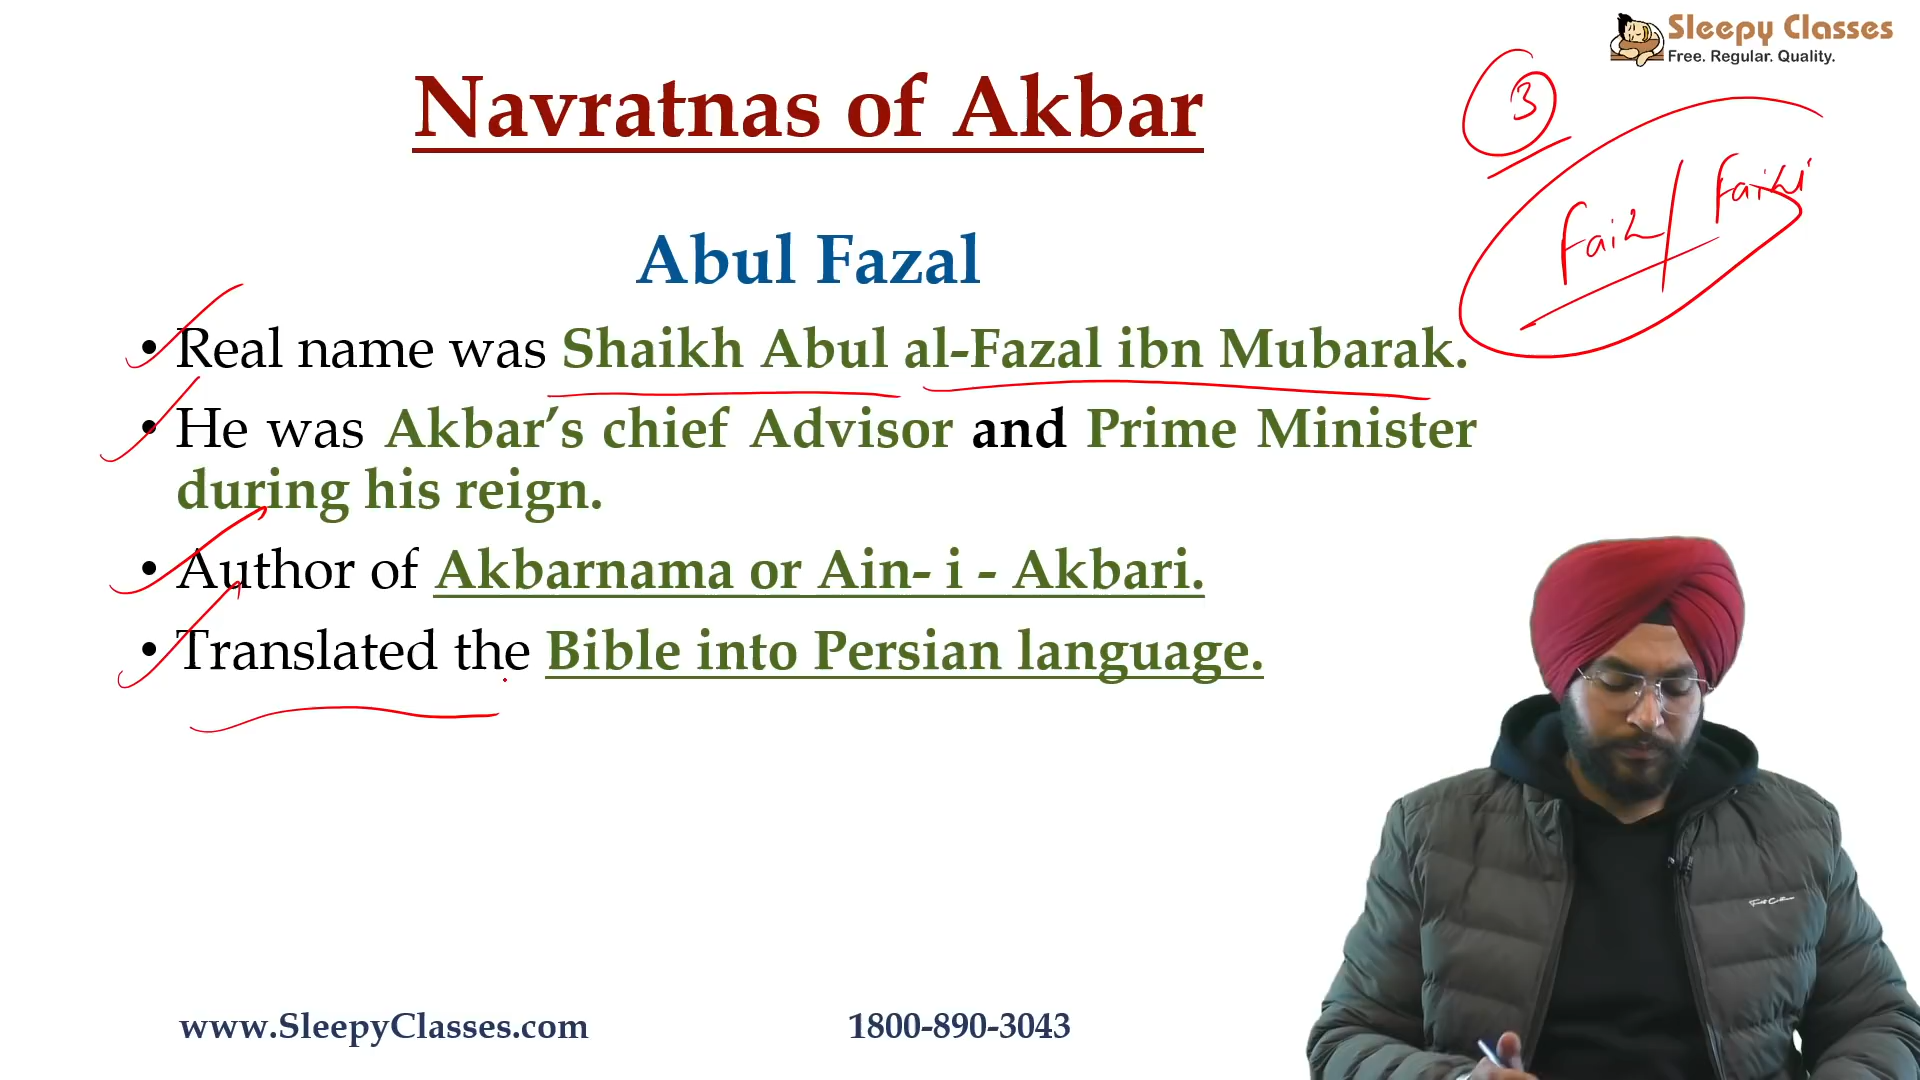 Sleepy Classes
Free. Regular. Quality.
Navratnas of Akbar
3
Faiz/Faizi
Abul Fazal
• Real name was Shaikh Abul al-Fazal ibn Mubarak.
• He was Akbar’s chief Advisor and Prime Minister
during his reign.
• Author of Akbarnama or Ain- i - Akbari.
• Translated the Bible into Persian language.
www.SleepyClasses.com
1800-890-3043